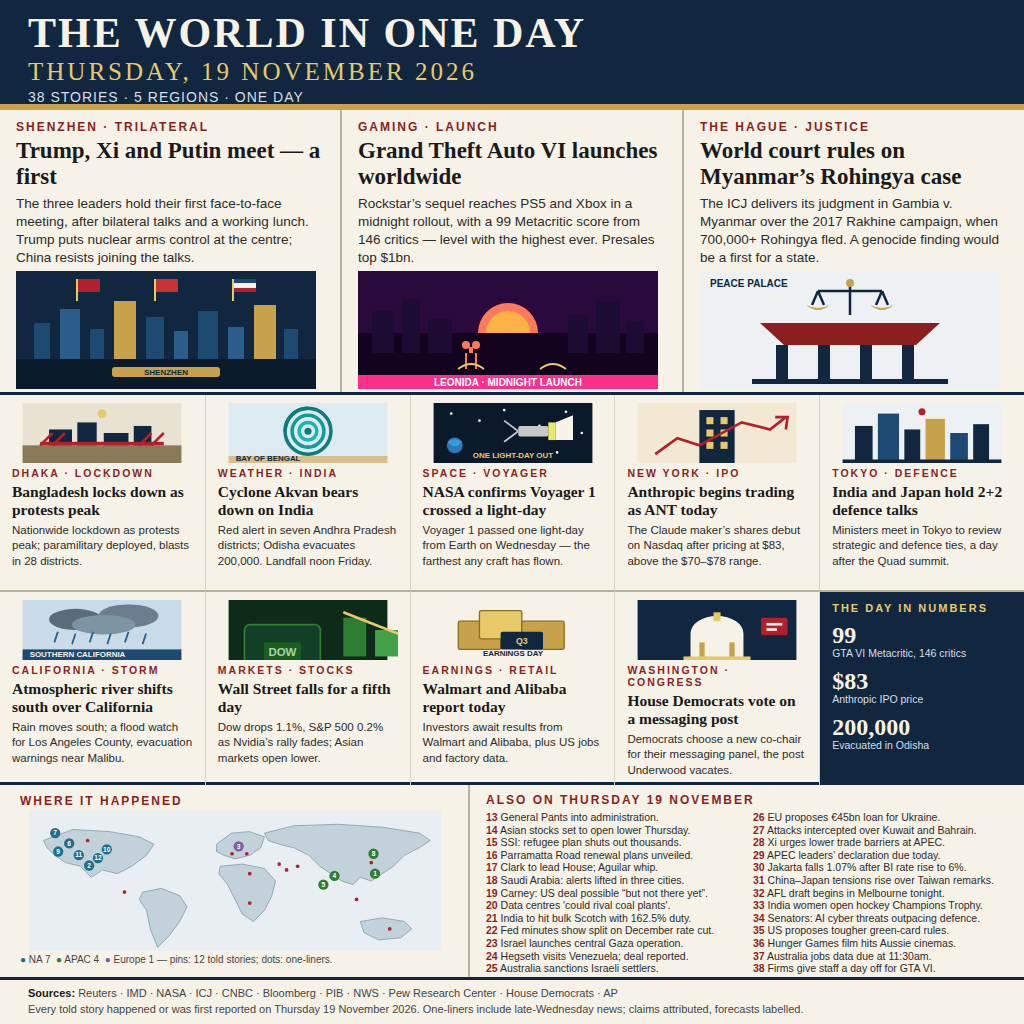 THE WORLD IN ONE DAY
THURSDAY, 19 NOVEMBER 2026
38 STORIES · 5 REGIONS · ONE DAY
SHENZHEN · TRILATERAL
Trump, Xi and Putin meet — a
first
The three leaders hold their first face-to-face
meeting, after bilateral talks and a working lunch.
Trump puts nuclear arms control at the centre;
China resists joining the talks.
SHENZHEN
GAMING · LAUNCH
Grand Theft Auto VI launches
worldwide
Rockstar’s sequel reaches PS5 and Xbox in a
midnight rollout, with a 99 Metacritic score from
146 critics — level with the highest ever. Presales
top $1bn.
LEONIDA · MIDNIGHT LAUNCH
THE HAGUE · JUSTICE
World court rules on
Myanmar’s Rohingya case
The ICJ delivers its judgment in Gambia v.
Myanmar over the 2017 Rakhine campaign, when
700,000+ Rohingya fled. A genocide finding would
be a first for a state.
PEACE PALACE
DHAKA · LOCKDOWN
Bangladesh locks down as
protests peak
Nationwide lockdown as protests
peak; paramilitary deployed, blasts
in 28 districts.
BAY OF BENGAL
WEATHER · INDIA
Cyclone Akvan bears
down on India
Red alert in seven Andhra Pradesh
districts; Odisha evacuates
200,000. Landfall noon Friday.
ONE LIGHT-DAY OUT
SPACE · VOYAGER
NASA confirms Voyager 1
crossed a light-day
Voyager 1 passed one light-day
from Earth on Wednesday — the
farthest any craft has flown.
NEW YORK · IPO
Anthropic begins trading
as ANT today
The Claude maker’s shares debut
on Nasdaq after pricing at $83,
above the $70–$78 range.
TOKYO · DEFENCE
India and Japan hold 2+2
defence talks
Ministers meet in Tokyo to review
strategic and defence ties, a day
after the Quad summit.
SOUTHERN CALIFORNIA
CALIFORNIA · STORM
Atmospheric river shifts
south over California
Rain moves south; a flood watch
for Los Angeles County, evacuation
warnings near Malibu.
DOW
MARKETS · STOCKS
Wall Street falls for a fifth
day
Dow drops 1.1%, S&P 500 0.2%
as Nvidia’s rally fades; Asian
markets open lower.
Q3
EARNINGS DAY
EARNINGS · RETAIL
Walmart and Alibaba
report today
Investors await results from
Walmart and Alibaba, plus US jobs
and factory data.
WASHINGTON ·
CONGRESS
House Democrats vote on
a messaging post
Democrats choose a new co-chair
for their messaging panel, the post
Underwood vacates.
THE DAY IN NUMBERS
99
GTA VI Metacritic, 146 critics
$83
Anthropic IPO price
200,000
Evacuated in Odisha
WHERE IT HAPPENED
7
6
9
11
12
10
2
3
8
1
4
5
● NA 7 ● APAC 4 ● Europe 1 — pins: 12 told stories; dots: one-liners.
ALSO ON THURSDAY 19 NOVEMBER
13 General Pants into administration.
14 Asian stocks set to open lower Thursday.
15 SSI: refugee plan shuts out thousands.
16 Parramatta Road renewal plans unveiled.
17 Clark to lead House; Aguilar whip.
18 Saudi Arabia: alerts lifted in three cities.
19 Carney: US deal possible “but not there yet”.
20 Data centres 'could rival coal plants'.
21 India to hit bulk Scotch with 162.5% duty.
22 Fed minutes show split on December rate cut.
23 Israel launches central Gaza operation.
24 Hegseth visits Venezuela; deal reported.
25 Australia sanctions Israeli settlers.
26 EU proposes €45bn loan for Ukraine.
27 Attacks intercepted over Kuwait and Bahrain.
28 Xi urges lower trade barriers at APEC.
29 APEC leaders’ declaration due today.
30 Jakarta falls 1.07% after BI rate rise to 6%.
31 China–Japan tensions rise over Taiwan remarks.
32 AFL draft begins in Melbourne tonight.
33 India women open hockey Champions Trophy.
34 Senators: AI cyber threats outpacing defense.
35 US proposes tougher green-card rules.
36 Hunger Games film hits Aussie cinemas.
37 Australia jobs data due at 11:30am.
38 Firms give staff a day off for GTA VI.
Sources: Reuters · IMD · NASA · ICJ · CNBC · Bloomberg · PIB · NWS · Pew Research Center · House Democrats · AP
Every told story happened or was first reported on Thursday 19 November 2026. One-liners include late-Wednesday news; claims attributed, forecasts labelled.